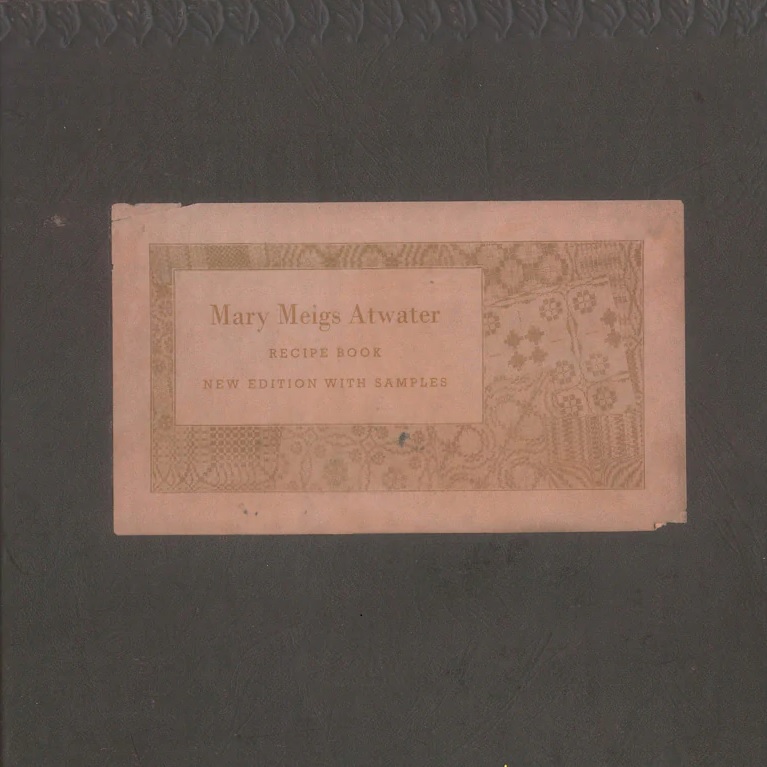 Mary Meigs Atwater
RECIPE BOOK
NEW EDITION WITH SAMPLES